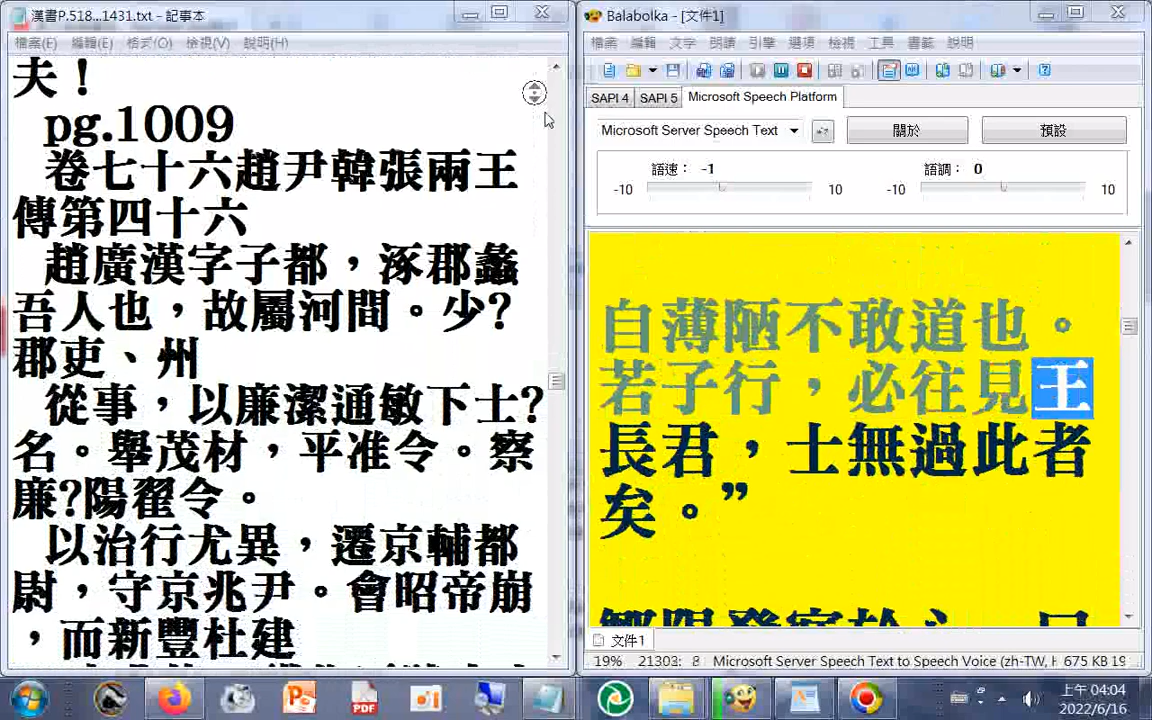 漢書P.518...1431.txt - 記事本
檔案(E) 編輯(E) 格式(O) 檢視(V) 說明(H)
夫！
pg.1009
卷七十六趙尹韓張兩王
傳第四十六
趙廣漢字子都，涿郡蠡
吾人也，故屬河間。少?
郡吏、州
從事，以廉潔通敏下士?
名。舉茂材，平准令。察
廉?陽翟令。
以治行尤異，遷京輔都
尉，守京兆尹。會昭帝崩
，而新豐杜建
Balabolka - [文件1]
檔案 編輯 文字 朗讀 引擎 選項 檢視 工具 書籤 說明
SAPI 4 SAPI 5 Microsoft Speech Platform
Microsoft Server Speech Text 關於 預設
語速： -1 語調： 0
-10 10 -10 10
自薄陋不敢道也。
若子行，必往見王
長君，士無過此者
矣。”
文件1
19% 21303: 8 Microsoft Server Speech Text to Speech Voice (zh-TW, H 675 KB 19
上午 04:04
2022/6/16